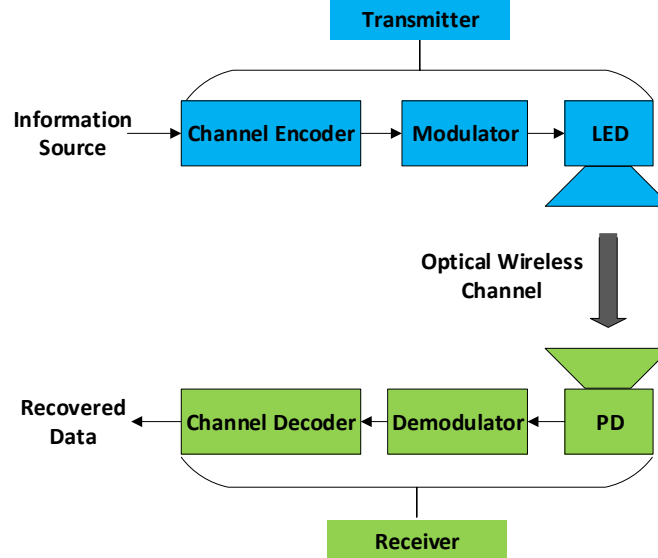 Transmitter
Information
Source
Channel Encoder
Modulator
LED
Optical Wireless
Channel
Recovered
Data
Channel Decoder
Demodulator
PD
Receiver